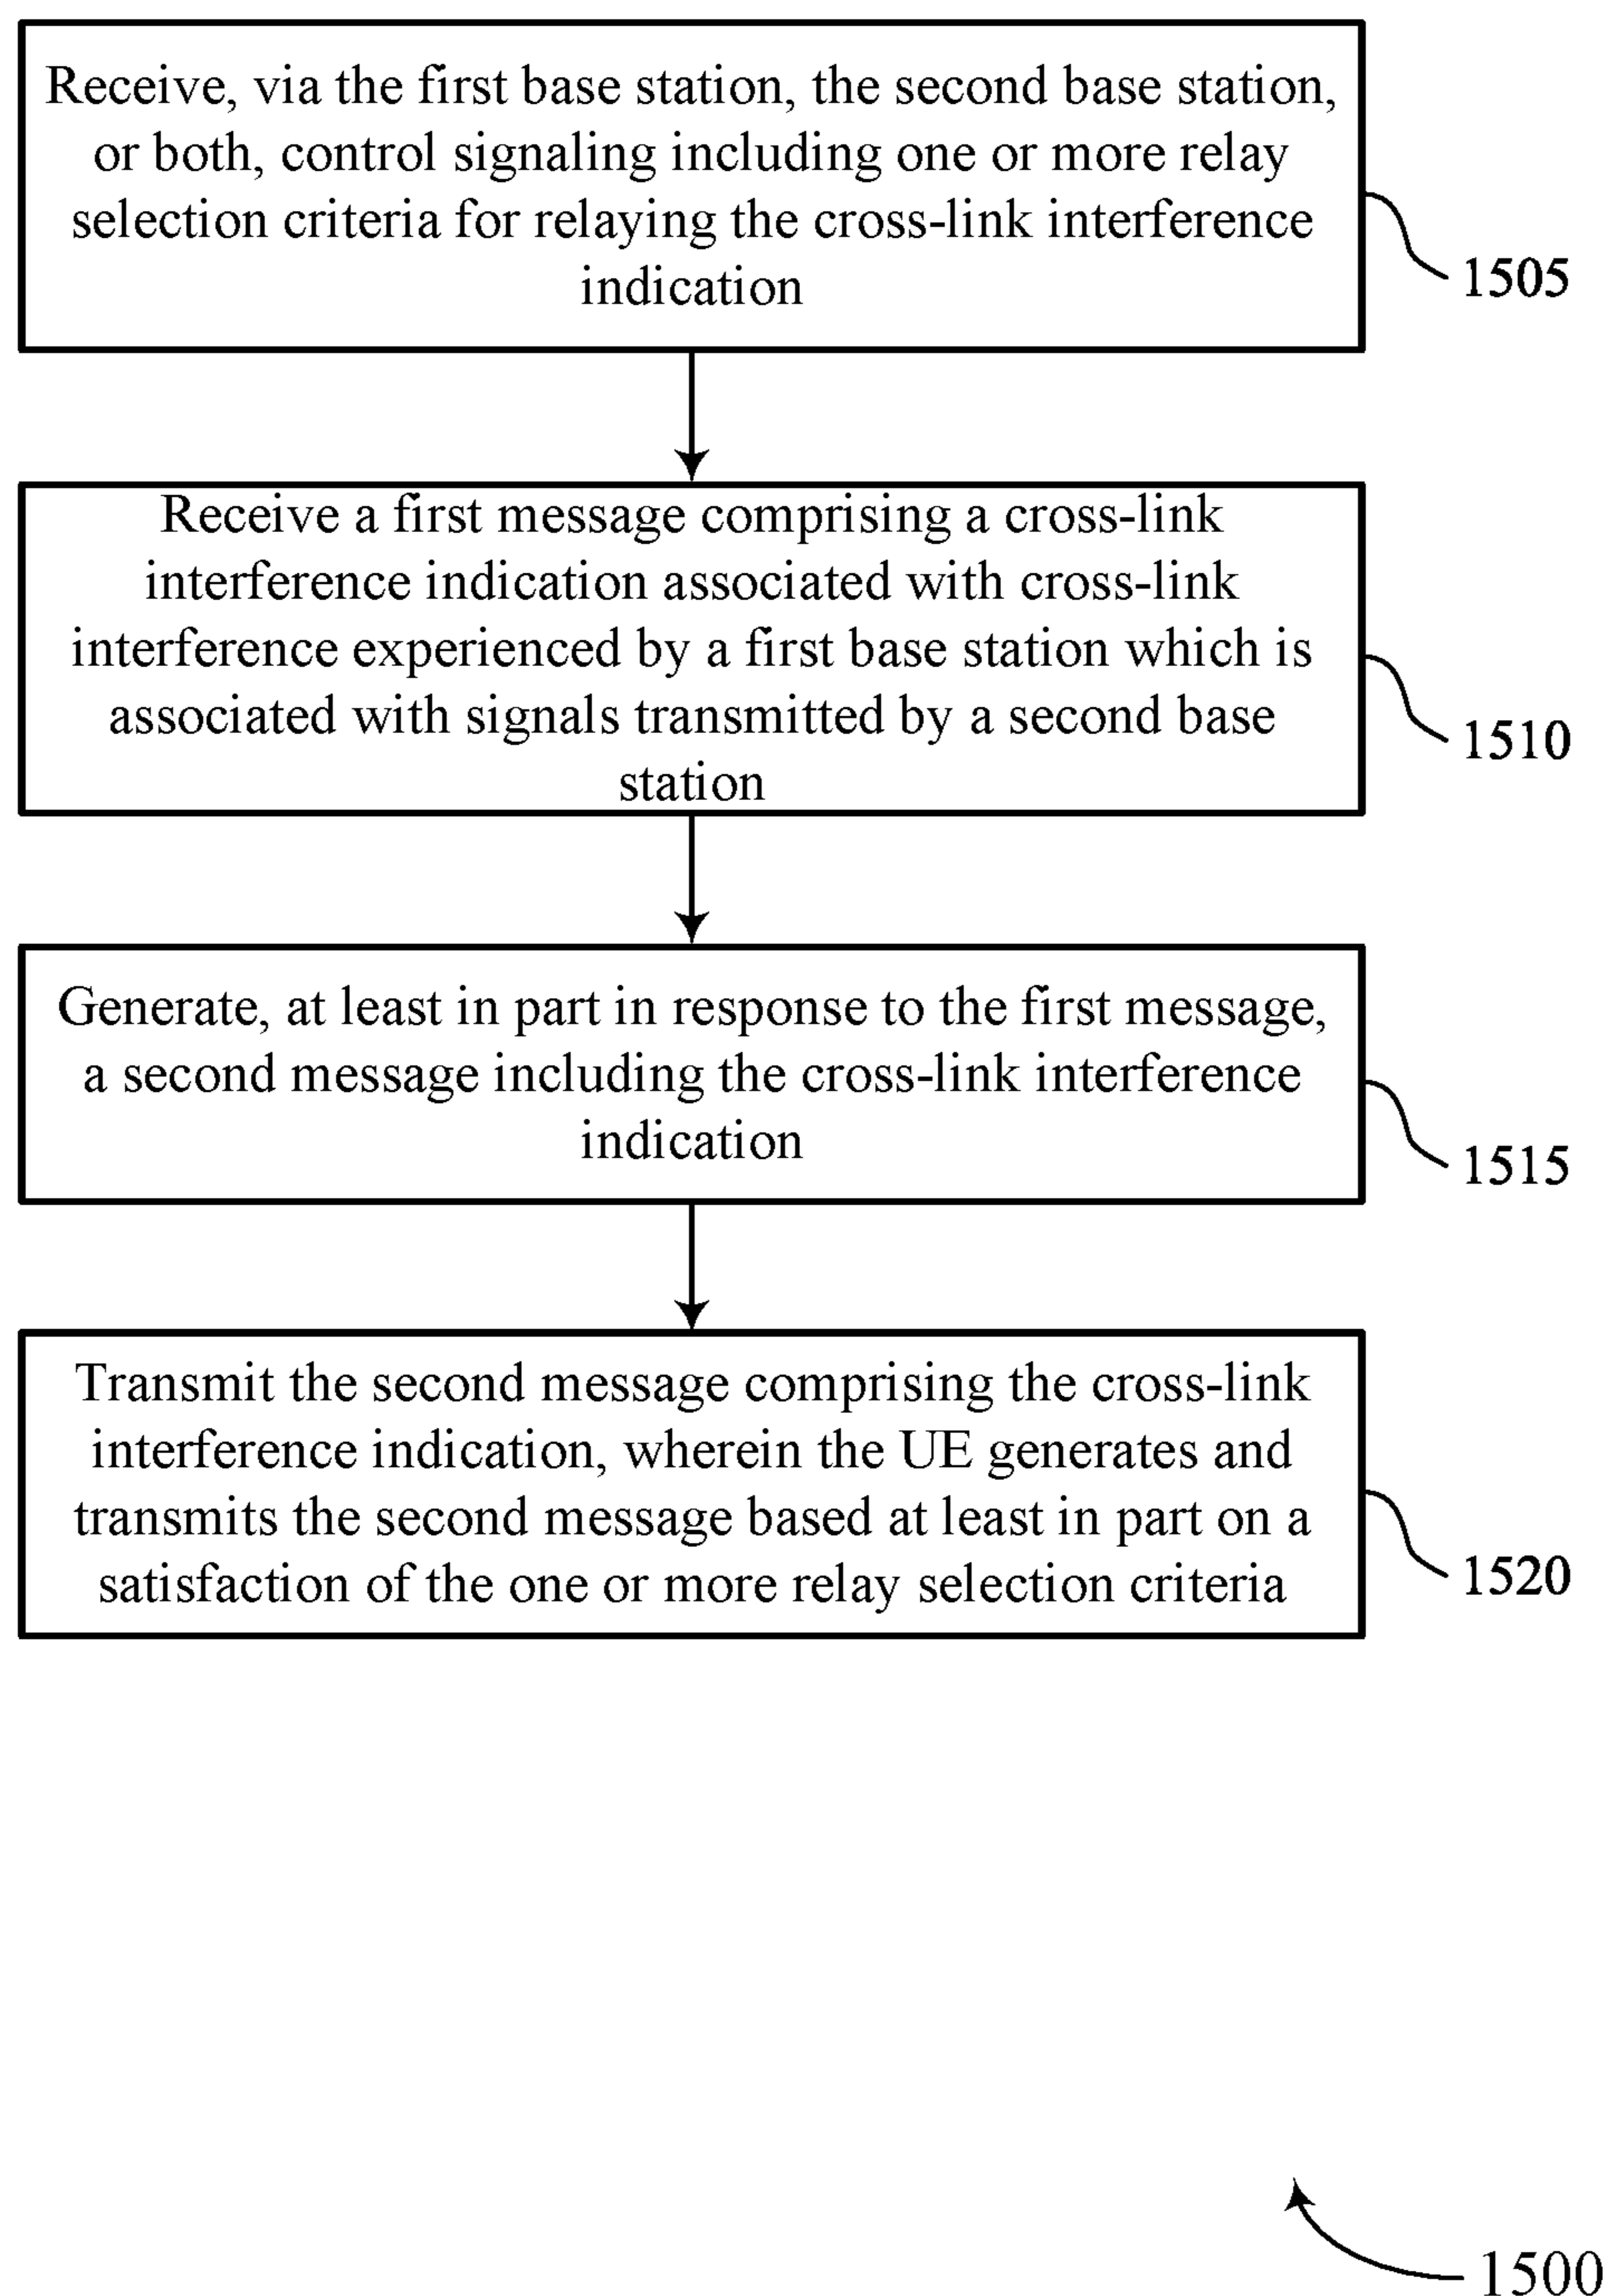 Receive, via the first base station, the second base station,
or both, control signaling including one or more relay
selection criteria for relaying the cross-link interference
indication
1505
Receive a first message comprising a cross-link
interference indication associated with cross-link
interference experienced by a first base station which is
associated with signals transmitted by a second base
station
1510
Generate, at least in part in response to the first message,
a second message including the cross-link interference
indication
1515
Transmit the second message comprising the cross-link
interference indication, wherein the UE generates and
transmits the second message based at least in part on a
satisfaction of the one or more relay selection criteria
1520
1500